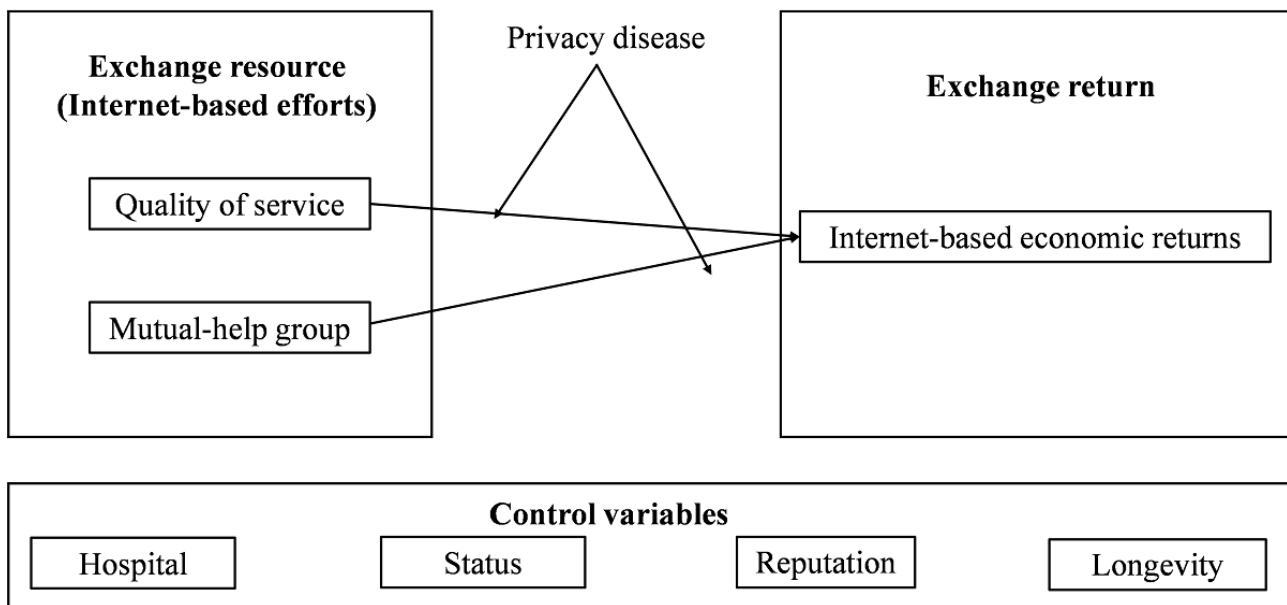 Privacy disease
Exchange resource
(Internet-based efforts)
Exchange return
Quality of service
Internet-based economic returns
Mutual-help group
Control variables
Hospital
Status
Reputation
Longevity